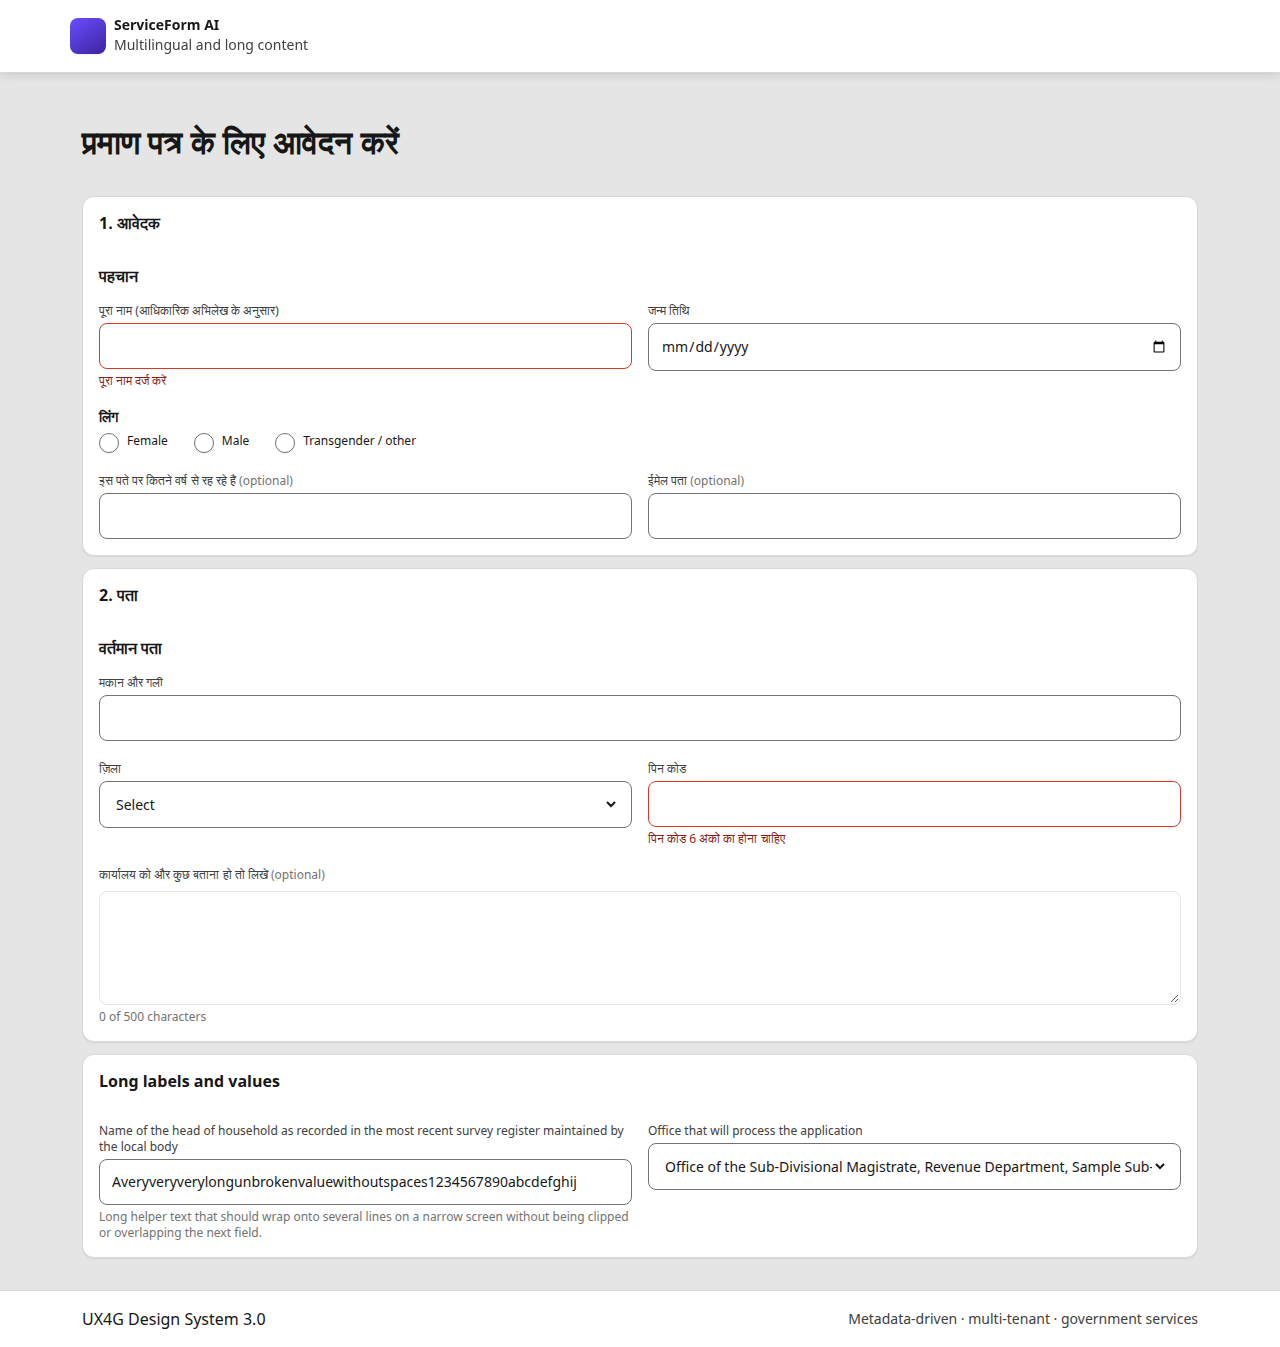 ServiceForm AI
Multilingual and long content
प्रमाण पत्र के लिए आवेदन करें
1. आवेदक
पहचान
पूरा नाम (आधिकारिक अभिलेख के अनुसार)
जन्म तिथि
mm/dd/yyyy
पूरा नाम दर्ज करें
लिंग
Female
Male
Transgender / other
इस पते पर कितने वर्ष से रह रहे हैं (optional)
ईमेल पता (optional)
2. पता
वर्तमान पता
मकान और गली
ज़िला
पिन कोड
Select
पिन कोड 6 अंकों का होना चाहिए
कार्यालय को और कुछ बताना हो तो लिखें (optional)
0 of 500 characters
Long labels and values
Name of the head of household as recorded in the most recent survey register maintained by
the local body
Office that will process the application
Averyveryverylongunbrokenvaluewithoutspaces1234567890abcdefghij
Office of the Sub-Divisional Magistrate, Revenue Department, Sample Sub-
Long helper text that should wrap onto several lines on a narrow screen without being clipped
or overlapping the next field.
UX4G Design System 3.0
Metadata-driven · multi-tenant · government services